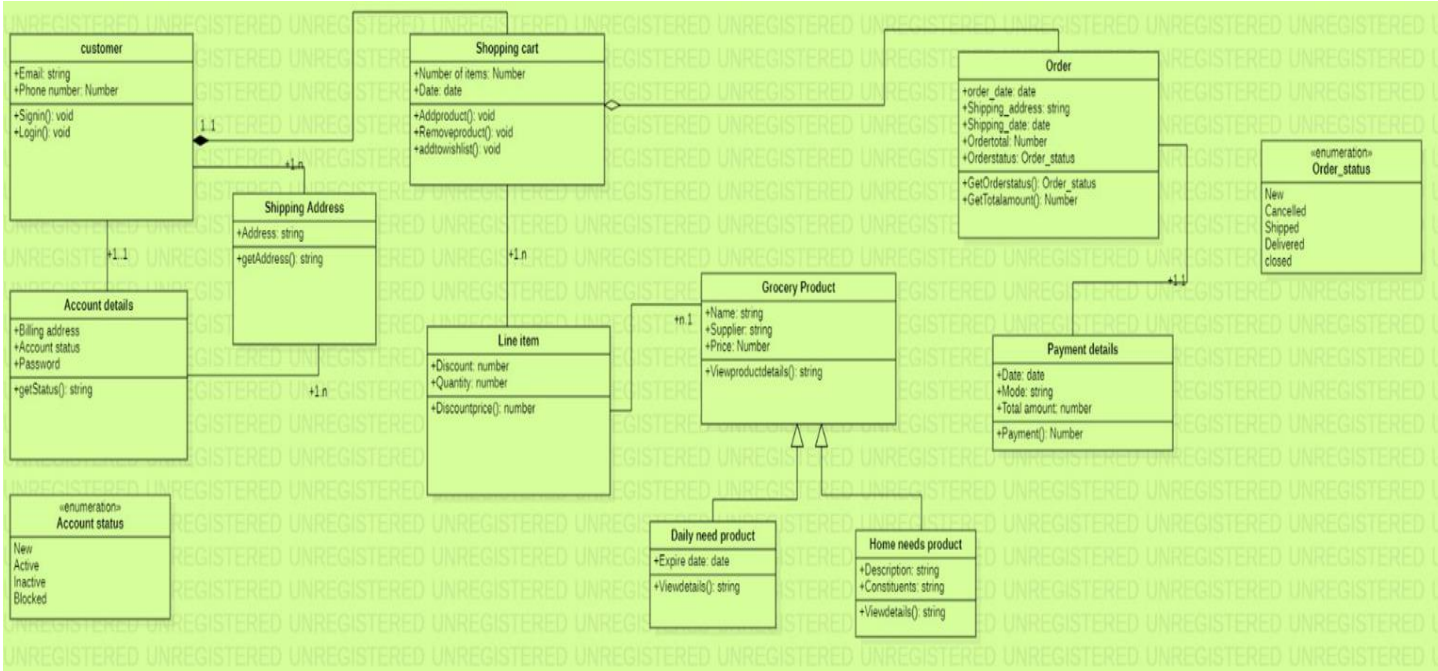 customer
+Email: string
+Phone number: Number
+Signin(): void
+Login(): void
1..1
+1.n
+1..1
Shopping cart
+Number of items: Number
+Date: date
+Addproduct(): void
+Removeproduct(): void
+addtowishlist(): void
+1.n
Order
+order_date: date
+Shipping_address: string
+Shipping_date: date
+Ordertotal: Number
+Orderstatus: Order_status
+GetOrderstatus(): Order_status
+GetTotalamount(): Number
+1.1
«enumeration»
Order_status
New
Cancelled
Shipped
Delivered
closed
Shipping Address
+Address: string
+getAddress(): string
+1.n
Account details
+Billing address
+Account status
+Password
+getStatus(): string
Line item
+Discount: number
+Quantity: number
+Discountprice(): number
+n.1
Grocery Product
+Name: string
+Supplier: string
+Price: Number
+Viewproductdetails(): string
Payment details
+Date: date
+Mode: string
+Total amount: number
+Payment(): Number
«enumeration»
Account status
New
Active
Inactive
Blocked
Daily need product
+Expire date: date
+Viewdetails(): string
Home needs product
+Description: string
+Constituents: string
+Viewdetails(): string
UNREGISTERED